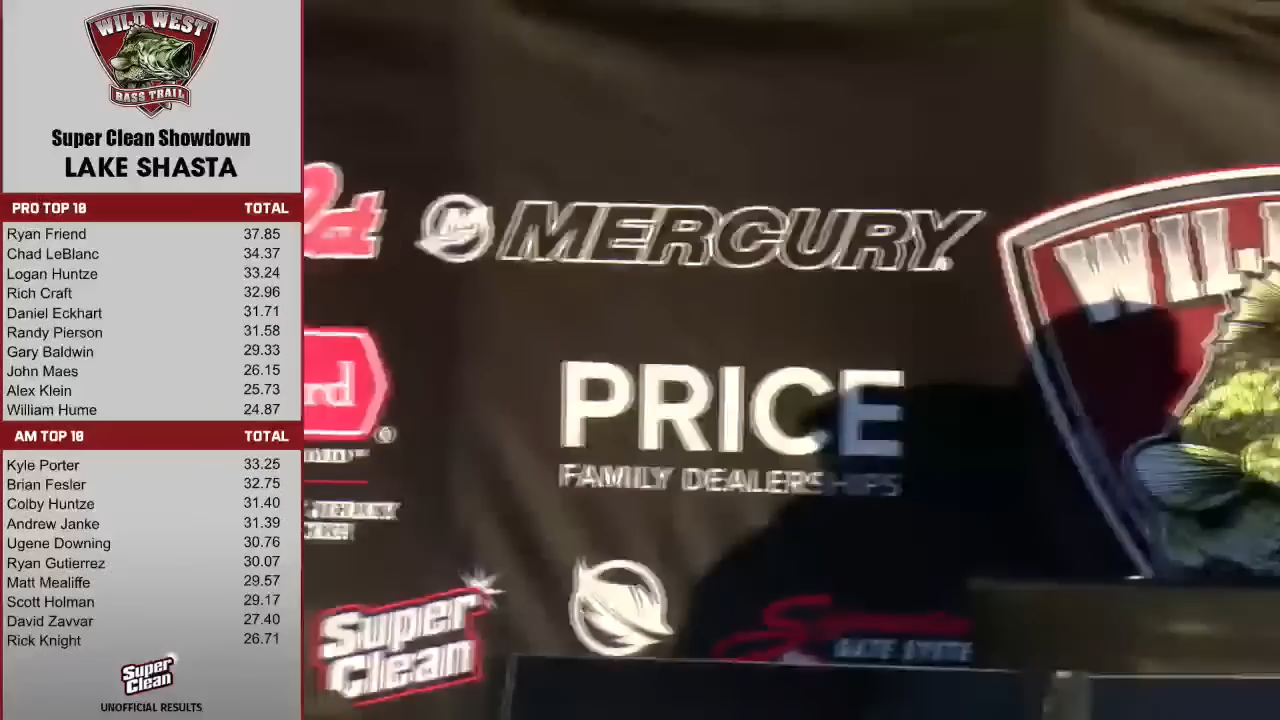 WILD WEST
BASS TRAIL
Super Clean Showdown
LAKE SHASTA
PRO TOP 10 TOTAL
Ryan Friend 37.85
Chad LeBlanc 34.37
Logan Huntze 33.24
Rich Craft 32.96
Daniel Eckhart 31.71
Randy Pierson 31.58
Gary Baldwin 29.33
John Maes 26.15
Alex Klein 25.73
William Hume 24.87
AM TOP 10 TOTAL
Kyle Porter 33.25
Brian Fesler 32.75
Colby Huntze 31.40
Andrew Janke 31.39
Ugene Downing 30.76
Ryan Gutierrez 30.07
Matt Mealiffe 29.57
Scott Holman 29.17
David Zavvar 27.40
Rick Knight 26.71
Super
Clean
UNOFFICIAL RESULTS
MERCURY
WIL
rd
PRICE
FAMILY DEALERSHIPS
Super
Clean